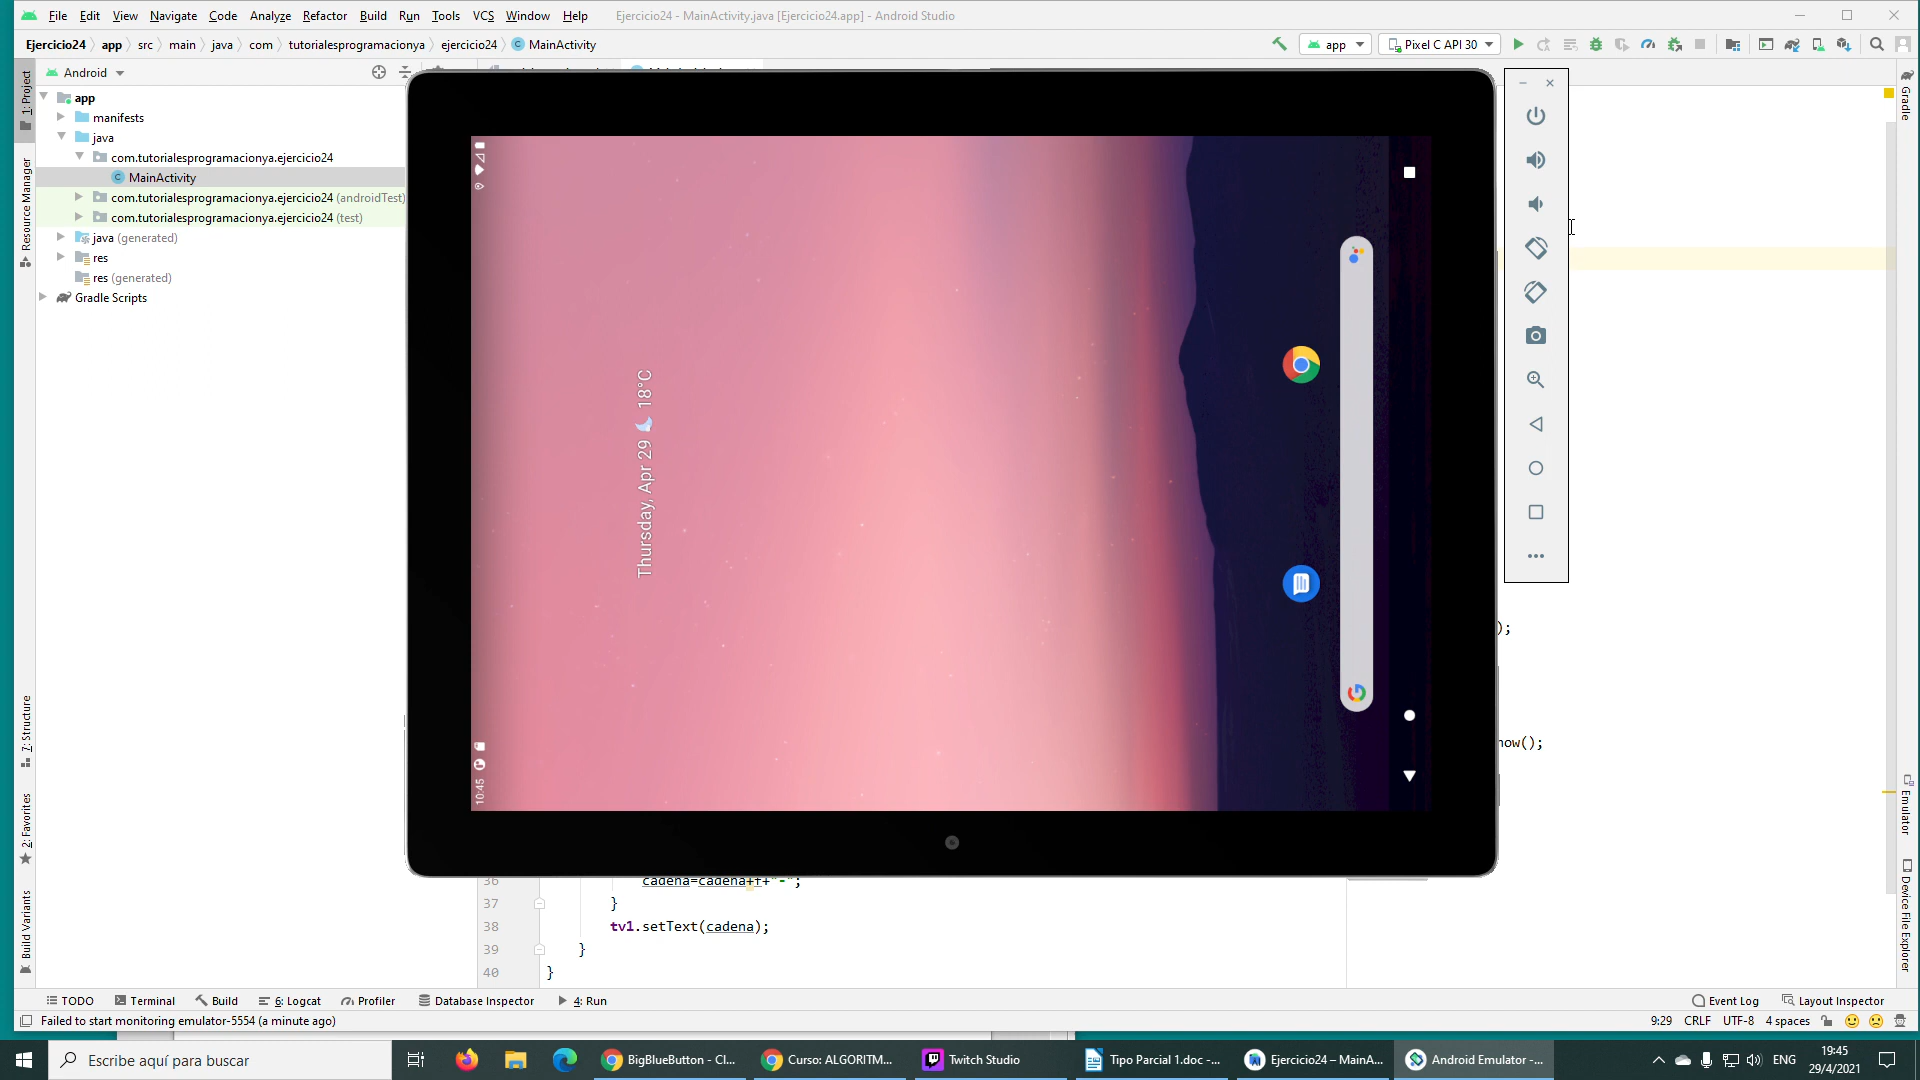 File Edit View Navigate Code Analyze Refactor Build Run Tools VCS Window Help Ejercicio24 - MainActivity.java [Ejercicio24.app] - Android Studio
Ejercicio24 app src main java com tutorialesprogramacionya ejercicio24 MainActivity
app Pixel C API 30
1: Project
Resource Manager
7: Structure
2: Favorites
Build Variants
Android
app
manifests
java
com.tutorialesprogramacionya.ejercicio24
MainActivity
com.tutorialesprogramacionya.ejercicio24 (androidTest)
com.tutorialesprogramacionya.ejercicio24 (test)
java (generated)
res
res (generated)
Gradle Scripts
Thursday, Apr 29 18°C
10:45
);
now();
36 cadena=cadena+f+"-";
37 }
38 tv1.setText(cadena);
39 }
40 }
Gradle
Emulator
Device File Explorer
TODO Terminal Build 6: Logcat Profiler Database Inspector 4: Run Event Log Layout Inspector
Failed to start monitoring emulator-5554 (a minute ago) 9:29 CRLF UTF-8 4 spaces
Escribe aquí para buscar
BigBlueButton - Cl...
Curso: ALGORITM...
Twitch Studio
Tipo Parcial 1.doc -...
Ejercicio24 – MainA...
Android Emulator -...
ENG
19:45
29/4/2021